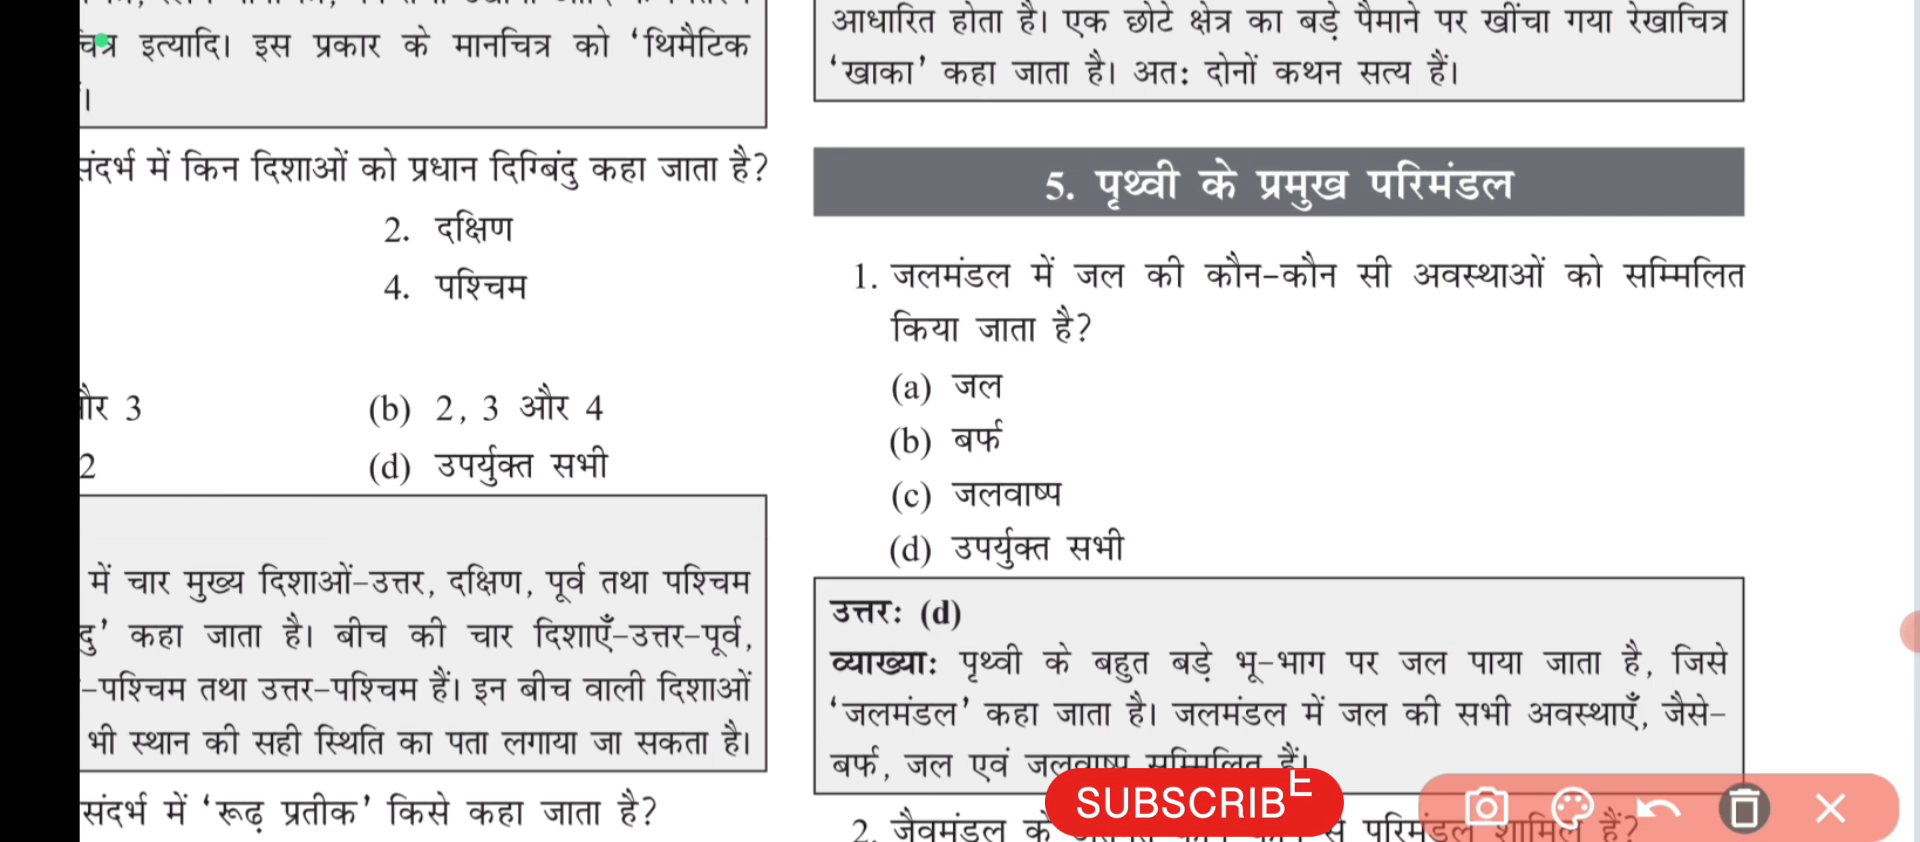 इत्यादि। इस प्रकार के मानचित्र को ‘थिमैटिक
।
संदर्भ में किन दिशाओं को प्रधान दिग्बिंदु कहा जाता है?
2. दक्षिण
4. पश्चिम
और 3
(b) 2, 3 और 4
2
(d) उपर्युक्त सभी
में चार मुख्य दिशाओं-उत्तर, दक्षिण, पूर्व तथा पश्चिम
दु’ कहा जाता है। बीच की चार दिशाएँ-उत्तर-पूर्व,
-पश्चिम तथा उत्तर-पश्चिम हैं। इन बीच वाली दिशाओं
भी स्थान की सही स्थिति का पता लगाया जा सकता है।
संदर्भ में ‘रूढ़ प्रतीक’ किसे कहा जाता है?
आधारित होता है। एक छोटे क्षेत्र का बड़े पैमाने पर खींचा गया रेखाचित्र
‘खाका’ कहा जाता है। अत: दोनों कथन सत्य हैं।
5. पृथ्वी के प्रमुख परिमंडल
1. जलमंडल में जल की कौन-कौन सी अवस्थाओं को सम्मिलित
किया जाता है?
(a) जल
(b) बर्फ
(c) जलवाष्प
(d) उपर्युक्त सभी
उत्तर: (d)
व्याख्या: पृथ्वी के बहुत बड़े भू-भाग पर जल पाया जाता है, जिसे
‘जलमंडल’ कहा जाता है। जलमंडल में जल की सभी अवस्थाएँ, जैसे-
बर्फ, जल एवं जलवाष्प सम्मिलित हैं।
2. जैवमंडल के से परिमंडल शामिल हैं?
SUBSCRIBE